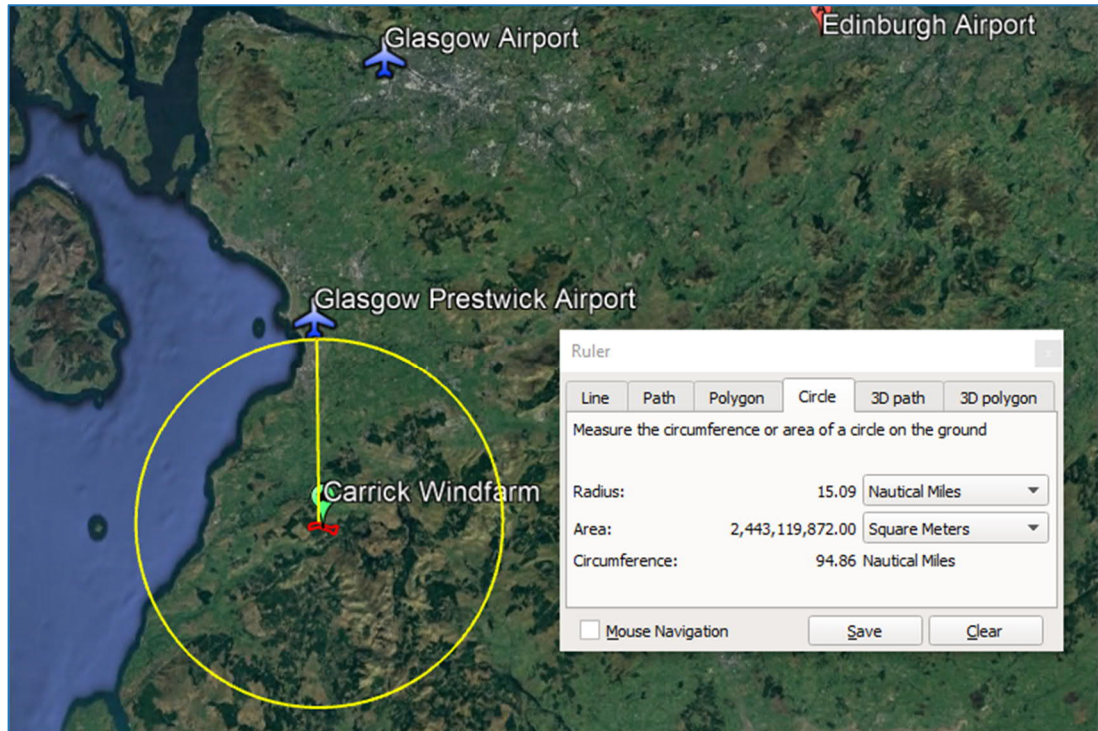 Glasgow Airport
Edinburgh Airport
Glasgow Prestwick Airport
Carrick Windfarm
Ruler
Line Path Polygon Circle 3D path 3D polygon
Measure the circumference or area of a circle on the ground
Radius: 15.09 Nautical Miles
Area: 2,443,119,872.00 Square Meters
Circumference: 94.86 Nautical Miles
Mouse Navigation Save Clear